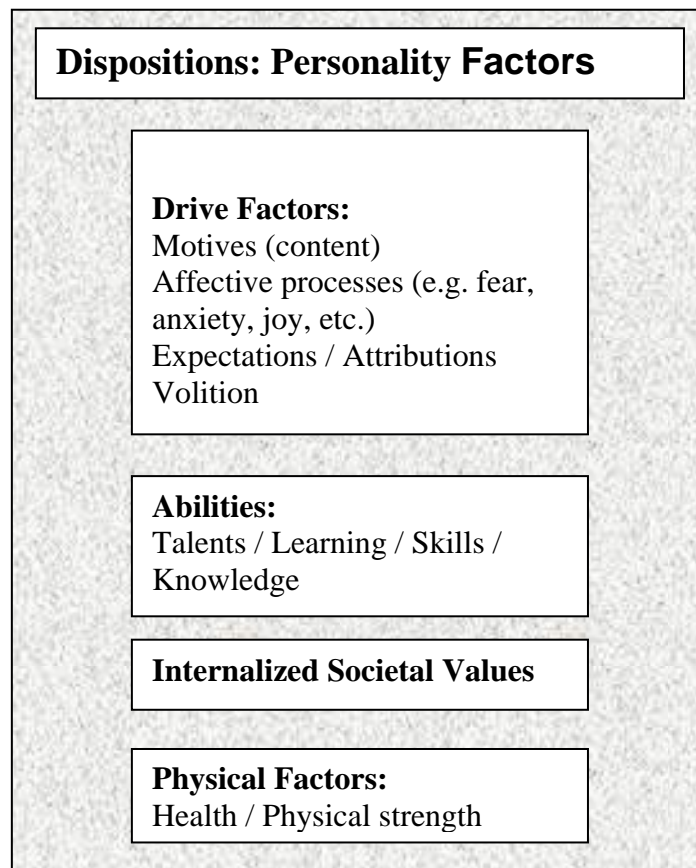 Dispositions: Personality Factors
Drive Factors:
Motives (content)
Affective processes (e.g. fear,
anxiety, joy, etc.)
Expectations / Attributions
Volition
Abilities:
Talents / Learning / Skills /
Knowledge
Internalized Societal Values
Physical Factors:
Health / Physical strength